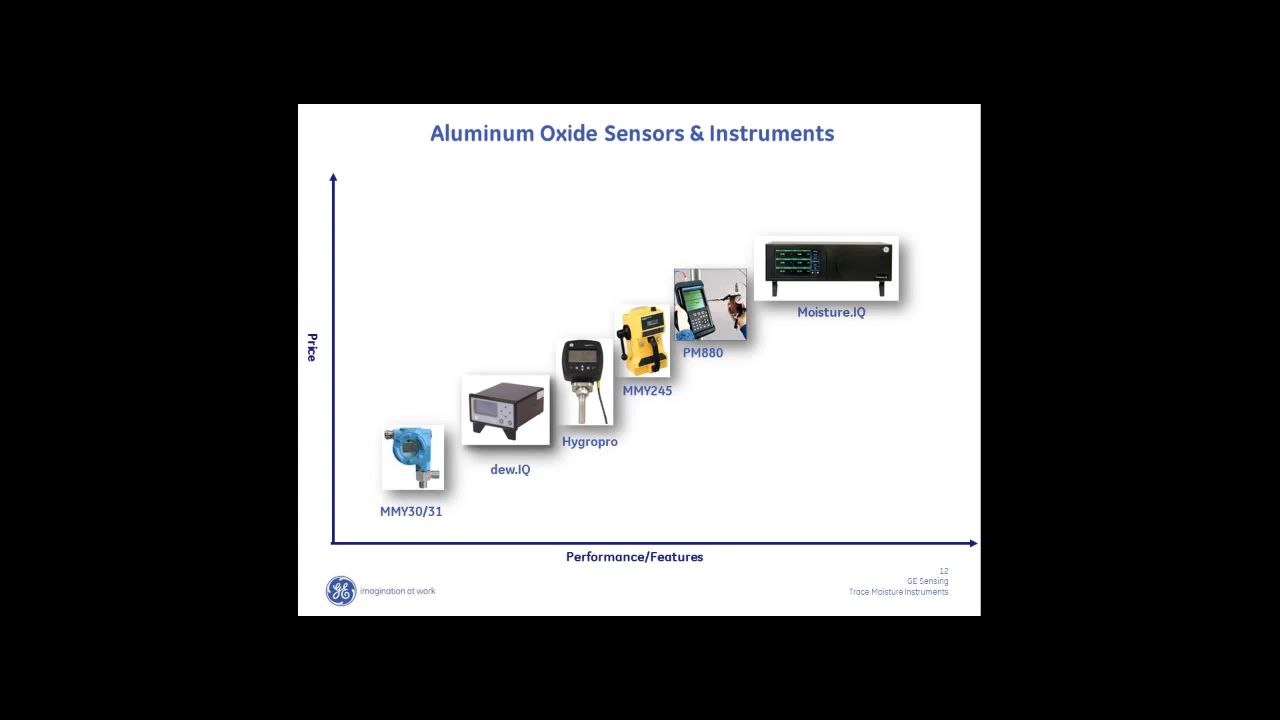 Aluminum Oxide Sensors & Instruments
Price
Moisture.IQ
PM880
MMY245
Hygropro
dew.IQ
MMY30/31
Performance/Features
12
GE Sensing
Trace Moisture Instruments
GE imagination at work